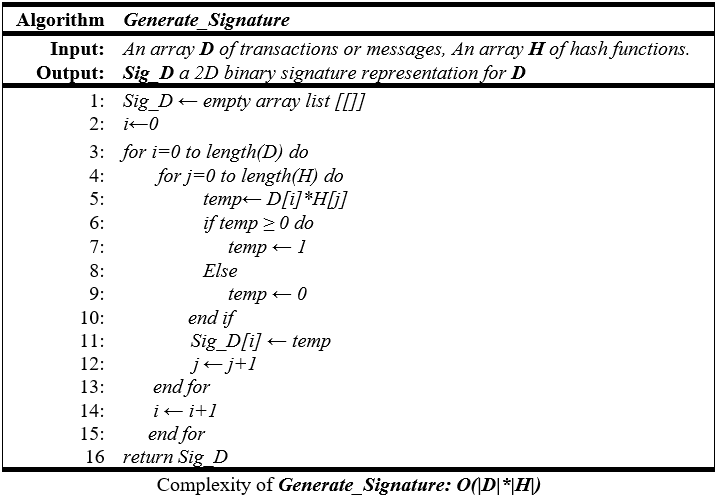 Algorithm Generate_Signature
Input: An array D of transactions or messages, An array H of hash functions.
Output: Sig_D a 2D binary signature representation for D
1: Sig_D ← empty array list [[]]
2: i←0
3: for i=0 to length(D) do
4: for j=0 to length(H) do
5: temp← D[i]*H[j]
6: if temp ≥ 0 do
7: temp ← 1
8: Else
9: temp ← 0
10: end if
11: Sig_D[i] ← temp
12: j ← j+1
13: end for
14: i ← i+1
15: end for
16 return Sig_D
Complexity of Generate_Signature: O(|D|*|H|)